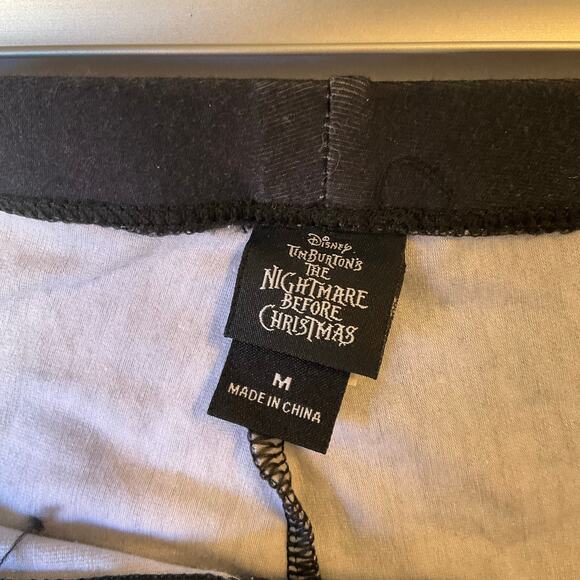 Disney
Tim Burton's
THE
NIGHTMARE
BEFORE
CHRISTMAS
M
MADE IN CHINA